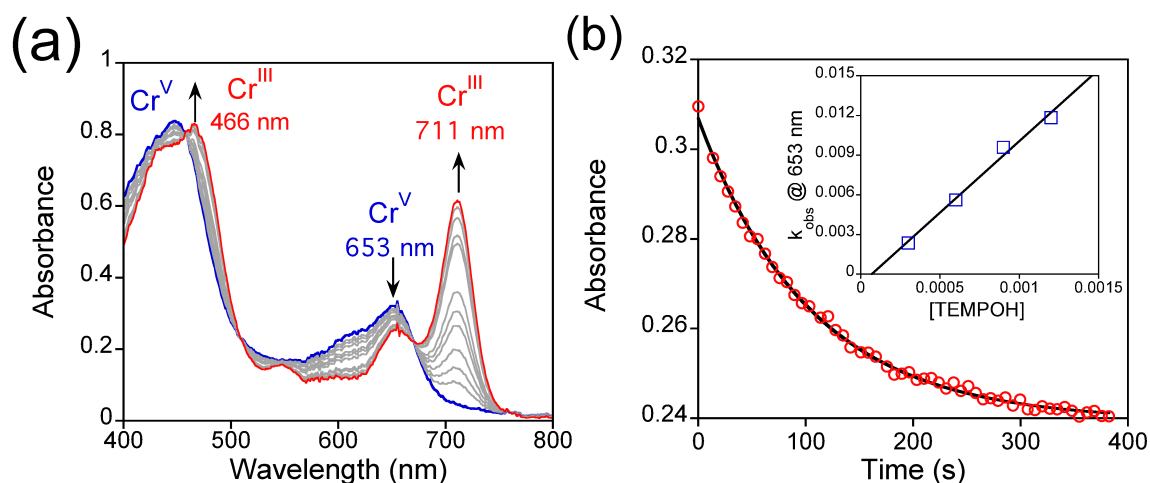 (a)
1
0.8
0.6
0.4
0.2
0
400 500 600 700 800
Absorbance
Wavelength (nm)
Cr^V
Cr^III
466 nm
Cr^III
711 nm
Cr^V
653 nm
(b)
0.32
0.3
0.28
0.26
0.24
0 100 200 300 400
Absorbance
Time (s)
0.015
0.012
0.009
0.006
0.003
0
0 0.0005 0.001 0.0015
k_obs @ 653 nm
[TEMPOH]